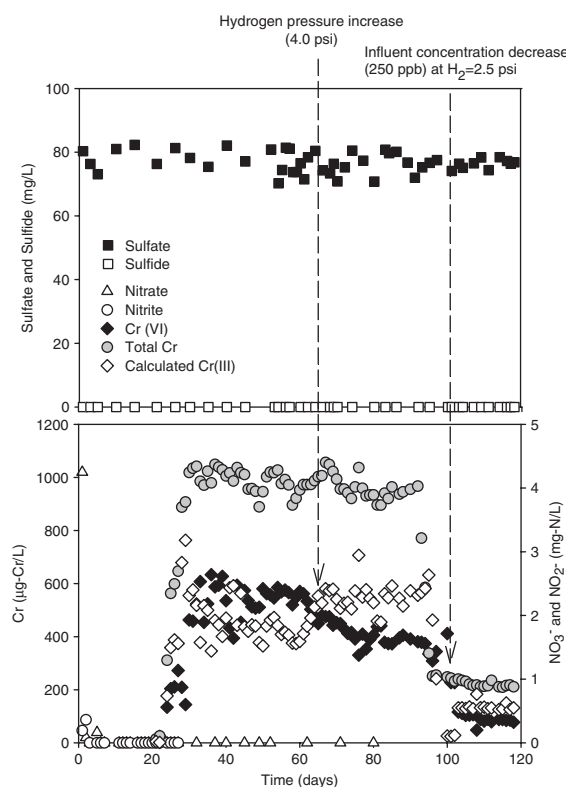 Hydrogen pressure increase
(4.0 psi)
Influent concentration decrease
(250 ppb) at H2=2.5 psi
100
80
60
40
20
0
Sulfate and Sulfide (mg/L)
Sulfate
Sulfide
Nitrate
Nitrite
Cr (VI)
Total Cr
Calculated Cr(III)
1200
1000
800
600
400
200
0
Cr (μg-Cr/L)
5
4
3
2
1
0
NO3- and NO2- (mg-N/L)
0
20
40
60
80
100
120
Time (days)